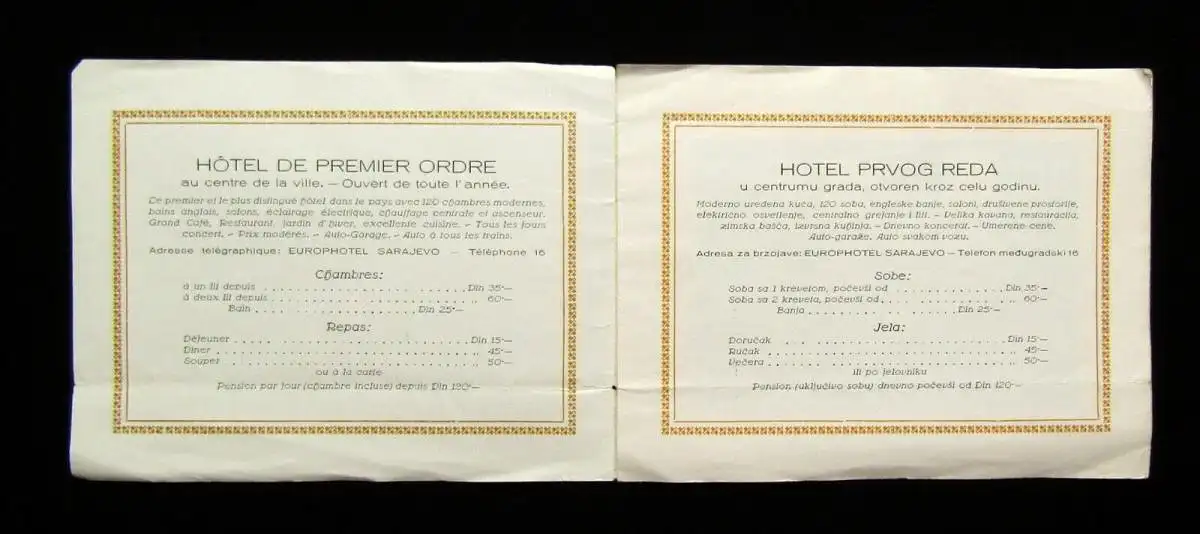 HÔTEL DE PREMIER ORDRE
au centre de la ville. — Ouvert de toute l'année.
Ce premier et le plus distingué hôtel dans le pays avec 120 chambres modernes,
bains anglais, salons, éclairage électrique, chauffage centrale et ascenseur.
Grand Café, Restaurant, jardin d'hiver, excellente cuisine. – Tous les jours
concert. – Prix modérés. – Auto-Garage. – Auto à tous les trains.
Adresse télégraphique: EUROPHOTEL SARAJEVO — Téléphone 16
Chambres:
à un lit depuis . . . . . . . . . . . . . . . . Din 35·—
à deux lit depuis . . . . . . . . . . . . . . . „ 60·—
Bain . . . . . . . . . . . . . . . . Din 25·—
Repas:
Déjeuner . . . . . . . . . . . . . . . . Din 15·—
Diner . . . . . . . . . . . . . . . . „ 45·—
Souper . . . . . . . . . . . . . . . . „ 50·—
ou à la carte
Pension par jour (chambre incluse) depuis Din 120·—
HOTEL PRVOG REDA
u centrumu grada, otvoren kroz celu godinu.
Moderno uređena kuća, 120 soba, engleske banje, saloni, društvene prostorije,
električno osvetlenje, centralno grejanje i lift. – Velika kavana, restauracija,
zimska bašća, izvrsna kuhinja. – Dnevno koncerat. – Umerene cene.
Auto-garaže. Auto svakom vozu.
Adresa za brzojave: EUROPHOTEL SARAJEVO — Telefon međugradski 16
Sobe:
Soba sa 1 krevetom, počevši od . . . . . . . . . . Din 35·—
Soba sa 2 kreveta, počevši od . . . . . . . . . . „ 60·—
Banja . . . . . . . . . . Din 25·—
Jela:
Doručak . . . . . . . . . . . . . . . . Din 15·—
Ručak . . . . . . . . . . . . . . . . „ 45·—
Večera . . . . . . . . . . . . . . . . „ 50·—
ili po jelovniku
Pension (uključivo sobu) dnevno počevši od Din 120·—